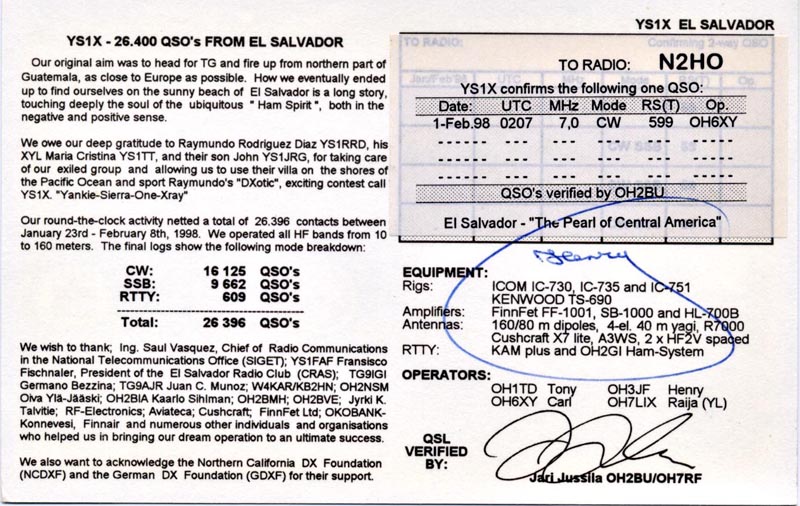 YS1X EL SALVADOR
YS1X - 26.400 QSO's FROM EL SALVADOR
Our original aim was to head for TG and fire up from northern part of
Guatemala, as close to Europe as possible. How we eventually ended
up to find ourselves on the sunny beach of El Salvador is a long story,
touching deeply the soul of the ubiquitous " Ham Spirit ", both in the
negative and positive sense.
We owe our deep gratitude to Raymundo Rodriguez Diaz YS1RRD, his
XYL Maria Cristina YS1TT, and their son John YS1JRG, for taking care
of our exiled group and allowing us to use their villa on the shores of
the Pacific Ocean and sport Raymundo's "DXotic", exciting contest call
YS1X. "Yankie-Sierra-One-Xray"
Our round-the-clock activity netted a total of 26.396 contacts between
January 23rd - February 8th, 1998. We operated all HF bands from 10
to 160 meters. The final logs show the following mode breakdown:
CW: 16 125 QSO's
SSB: 9 662 QSO's
RTTY: 609 QSO's
Total: 26 396 QSO's
We wish to thank; Ing. Saul Vasquez, Chief of Radio Communications
in the National Telecommunications Office (SIGET); YS1FAF Fransisco
Fischnaler, President of the El Salvador Radio Club (CRAS); TG9IGI
Germano Bezzina; TG9AJR Juan C. Munoz; W4KAR/KB2HN; OH2NSM
Oiva Ylä-Jääski; OH2BIA Kaarlo Sihlman; OH2BMH; OH2BVE; Jyrki K.
Talvitie; RF-Electronics; Aviateca; Cushcraft; FinnFet Ltd; OKOBANK-
Konnevesi, Finnair and numerous other individuals and organisations
who helped us in bringing our dream operation to an ultimate success.
We also want to acknowledge the Northern California DX Foundation
(NCDXF) and the German DX Foundation (GDXF) for their support.
TO RADIO: Confirming 2-way QSO
TO RADIO: N2HO
Jan/Feb'98 UTC MHz Mode RS(T) Op.
YS1X confirms the following one QSO:
Date: UTC MHz Mode RS(T) Op.
1-Feb.98 0207 7,0 CW 599 OH6XY
CW SSB
QSO's verified by OH2BU
El Salvador - "The Pearl of Central America"
Henry
EQUIPMENT:
Rigs: ICOM IC-730, IC-735 and IC-751
KENWOOD TS-690
Amplifiers: FinnFet FF-1001, SB-1000 and HL-700B
Antennas: 160/80 m dipoles, 4-el. 40 m yagi, R7000
Cushcraft X7 lite, A3WS, 2 x HF2V spaced
RTTY: KAM plus and OH2GI Ham-System
OPERATORS:
OH1TD Tony OH3JF Henry
OH6XY Carl OH7LIX Raija (YL)
QSL
VERIFIED
BY:
Jari Jussila OH2BU/OH7RF